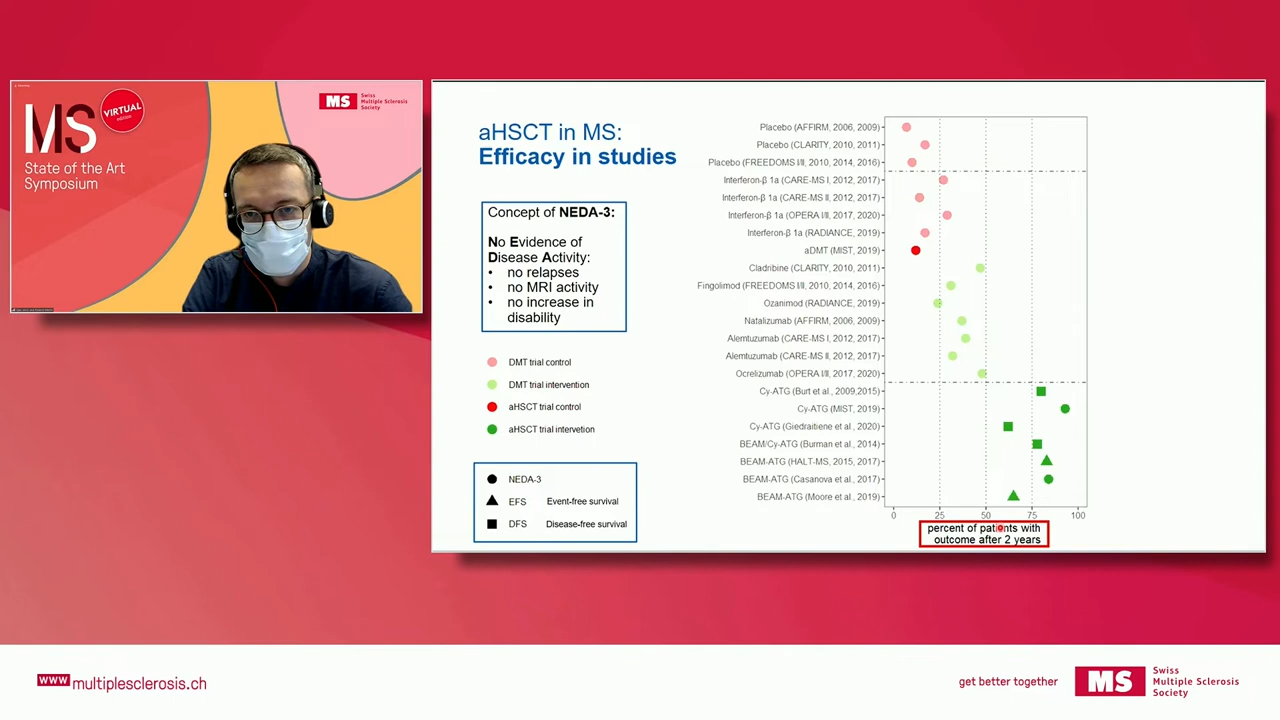 MS
VIRTUAL
edition
State of the Art
Symposium
MS
Swiss
Multiple Sclerosis
Society
aHSCT in MS:
Efficacy in studies
Concept of NEDA-3:
No Evidence of
Disease Activity:
• no relapses
• no MRI activity
• no increase in
disability
DMT trial control
DMT trial intervention
aHSCT trial control
aHSCT trial intervetion
NEDA-3
EFS Event-free survival
DFS Disease-free survival
Placebo (AFFIRM, 2006, 2009)
Placebo (CLARITY, 2010, 2011)
Placebo (FREEDOMS I/II, 2010, 2014, 2016)
Interferon-β 1a (CARE-MS I, 2012, 2017)
Interferon-β 1a (CARE-MS II, 2012, 2017)
Interferon-β 1a (OPERA I/II, 2017, 2020)
Interferon-β 1a (RADIANCE, 2019)
aDMT (MIST, 2019)
Cladribine (CLARITY, 2010, 2011)
Fingolimod (FREEDOMS I/II, 2010, 2014, 2016)
Ozanimod (RADIANCE, 2019)
Natalizumab (AFFIRM, 2006, 2009)
Alemtuzumab (CARE-MS I, 2012, 2017)
Alemtuzumab (CARE-MS II, 2012, 2017)
Ocrelizumab (OPERA I/II, 2017, 2020)
Cy-ATG (Burt et al., 2009,2015)
Cy-ATG (MIST, 2019)
Cy-ATG (Giedraitiene et al., 2020)
BEAM/Cy-ATG (Burman et al., 2014)
BEAM-ATG (HALT-MS, 2015, 2017)
BEAM-ATG (Casanova et al., 2017)
BEAM-ATG (Moore et al., 2019)
0 25 50 75 100
percent of patients with
outcome after 2 years
www multiplesclerosis.ch
get better together
MS
Swiss
Multiple Sclerosis
Society